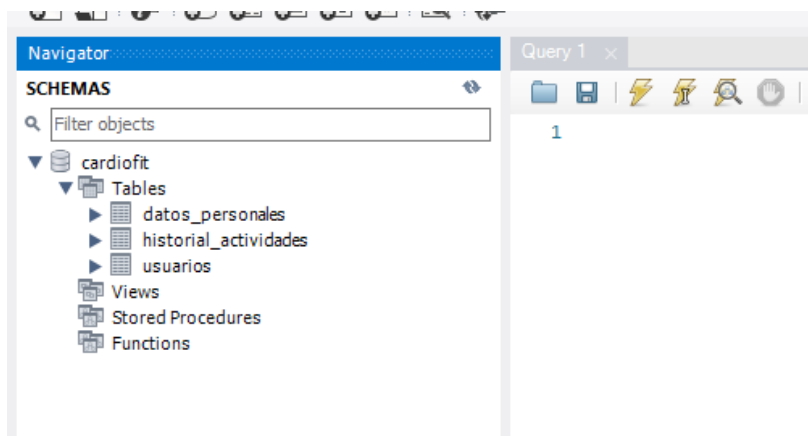 Navigator
Query 1
SCHEMAS
Filter objects
1
cardiofit
Tables
datos_personales
historial_actividades
usuarios
Views
Stored Procedures
Functions